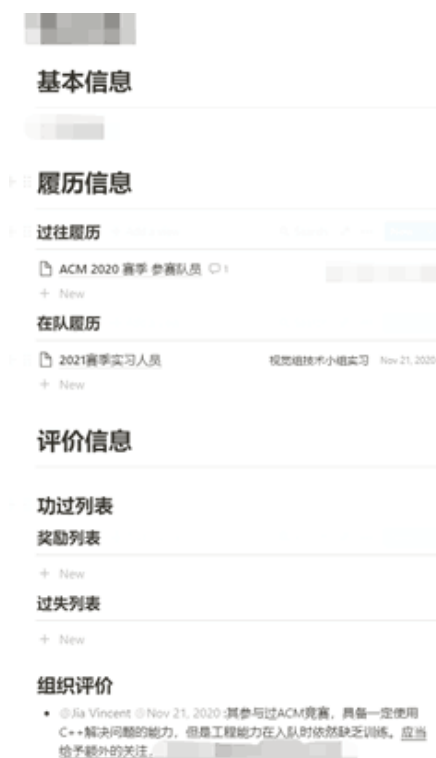 基本信息
履历信息
过往履历
ACM 2020 赛季 参赛队员 1
+ New
在队履历
2021赛季实习人员 视觉组技术小组实习 Nov 21, 2020
+ New
评价信息
功过列表
奖励列表
+ New
过失列表
+ New
组织评价
• @Jia Vincent @Nov 21, 2020 :其参与过ACM竞赛，具备一定使用
C++解决问题的能力，但是工程能力在入队时依然缺乏训练。应当
给予额外的关注，